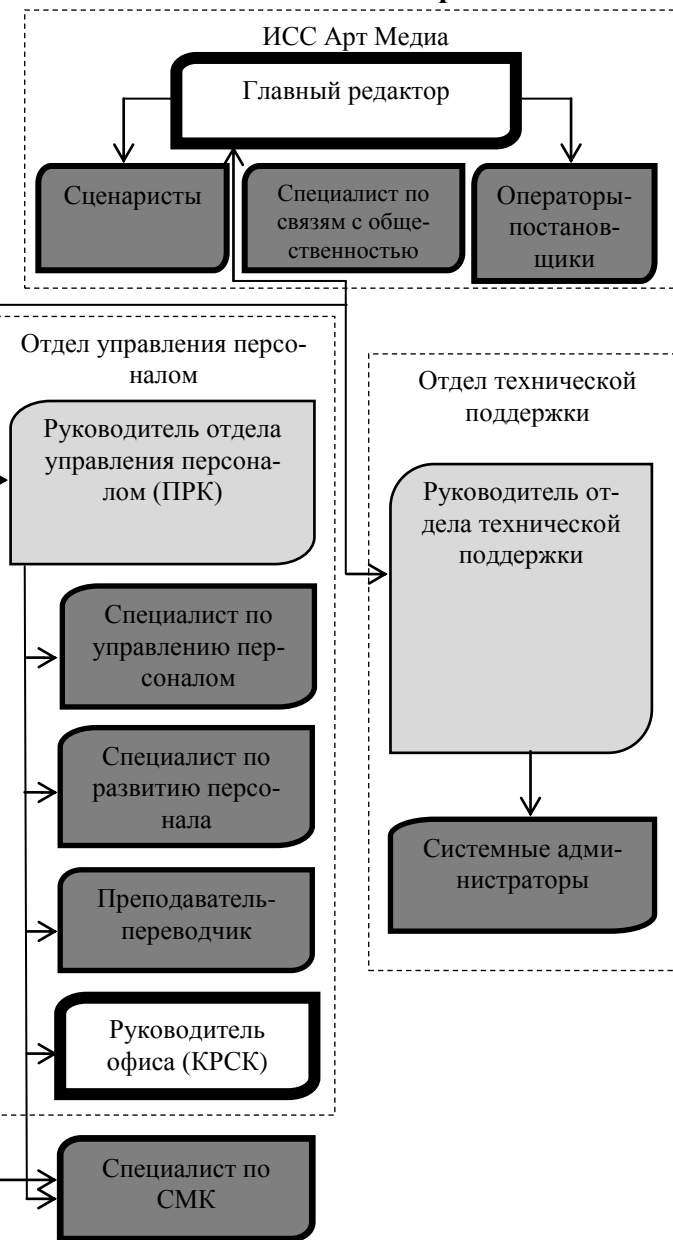 ИСС Арт Медиа
Главный редактор
Сценаристы
Специалист по
связям с обще-
ственностью
Операторы-
постанов-
щики
Отдел управления персо-
налом
Руководитель отдела
управления персона-
лом (ПРК)
Специалист по
управлению пер-
соналом
Специалист по
развитию персо-
нала
Преподаватель-
переводчик
Руководитель
офиса (КРСК)
Специалист по
СМК
Отдел технической
поддержки
Руководитель от-
дела технической
поддержки
Системные адми-
нистраторы